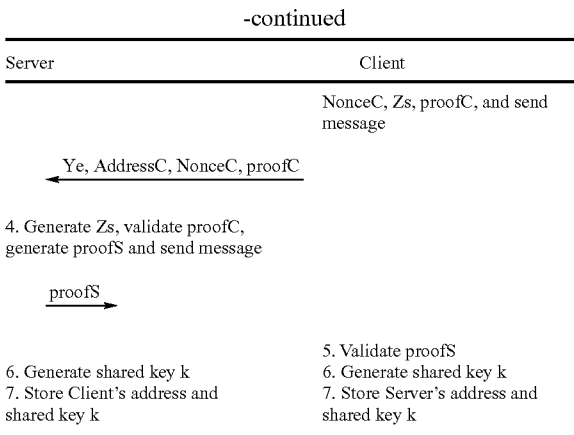 -continued
Server Client
NonceC, Zs, proofC, and send
message
Ye, AddressC, NonceC, proofC
4. Generate Zs, validate proofC,
generate proofS and send message
proofS
5. Validate proofS
6. Generate shared key k 6. Generate shared key k
7. Store Client's address and 7. Store Server's address and
shared key k shared key k